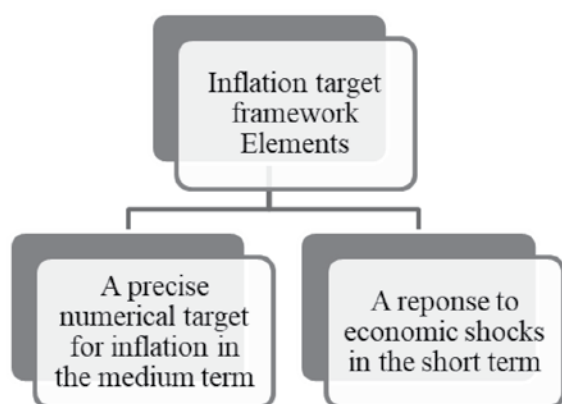 Inflation target
framework
Elements
A precise
numerical target
for inflation in
the medium term
A reponse to
economic shocks
in the short term